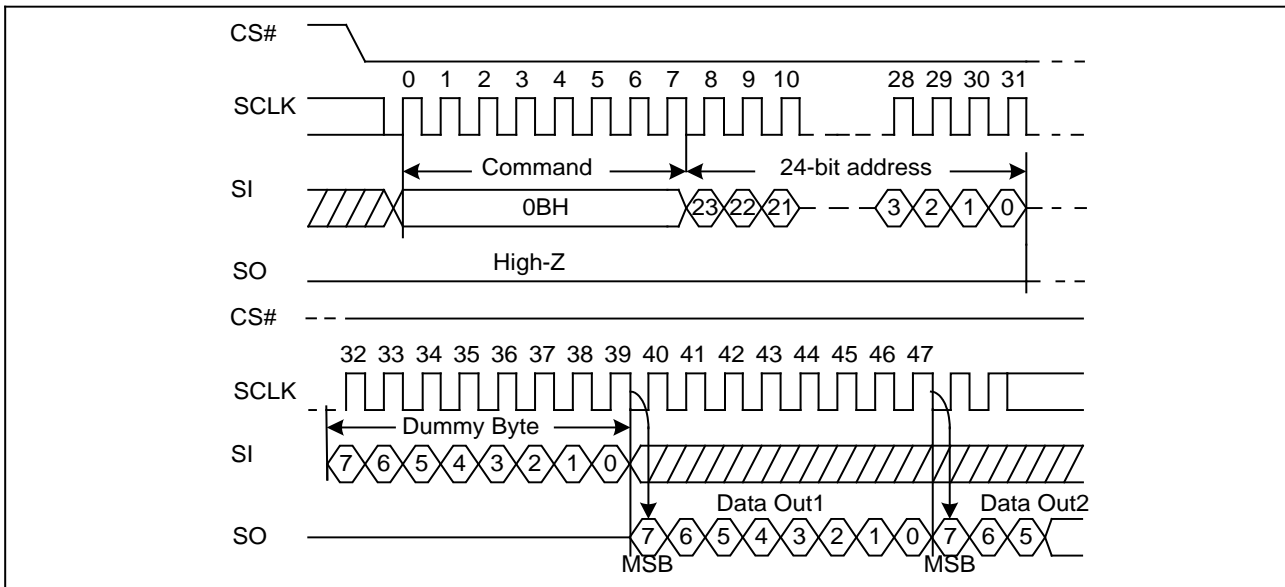 CS#
0 1 2 3 4 5 6 7 8 9 10 28 29 30 31
SCLK
Command 24-bit address
SI
0BH 23 22 21 3 2 1 0
High-Z
SO
CS#
32 33 34 35 36 37 38 39 40 41 42 43 44 45 46 47
SCLK
Dummy Byte
SI
7 6 5 4 3 2 1 0
Data Out1 Data Out2
SO
7 6 5 4 3 2 1 0 7 6 5
MSB MSB